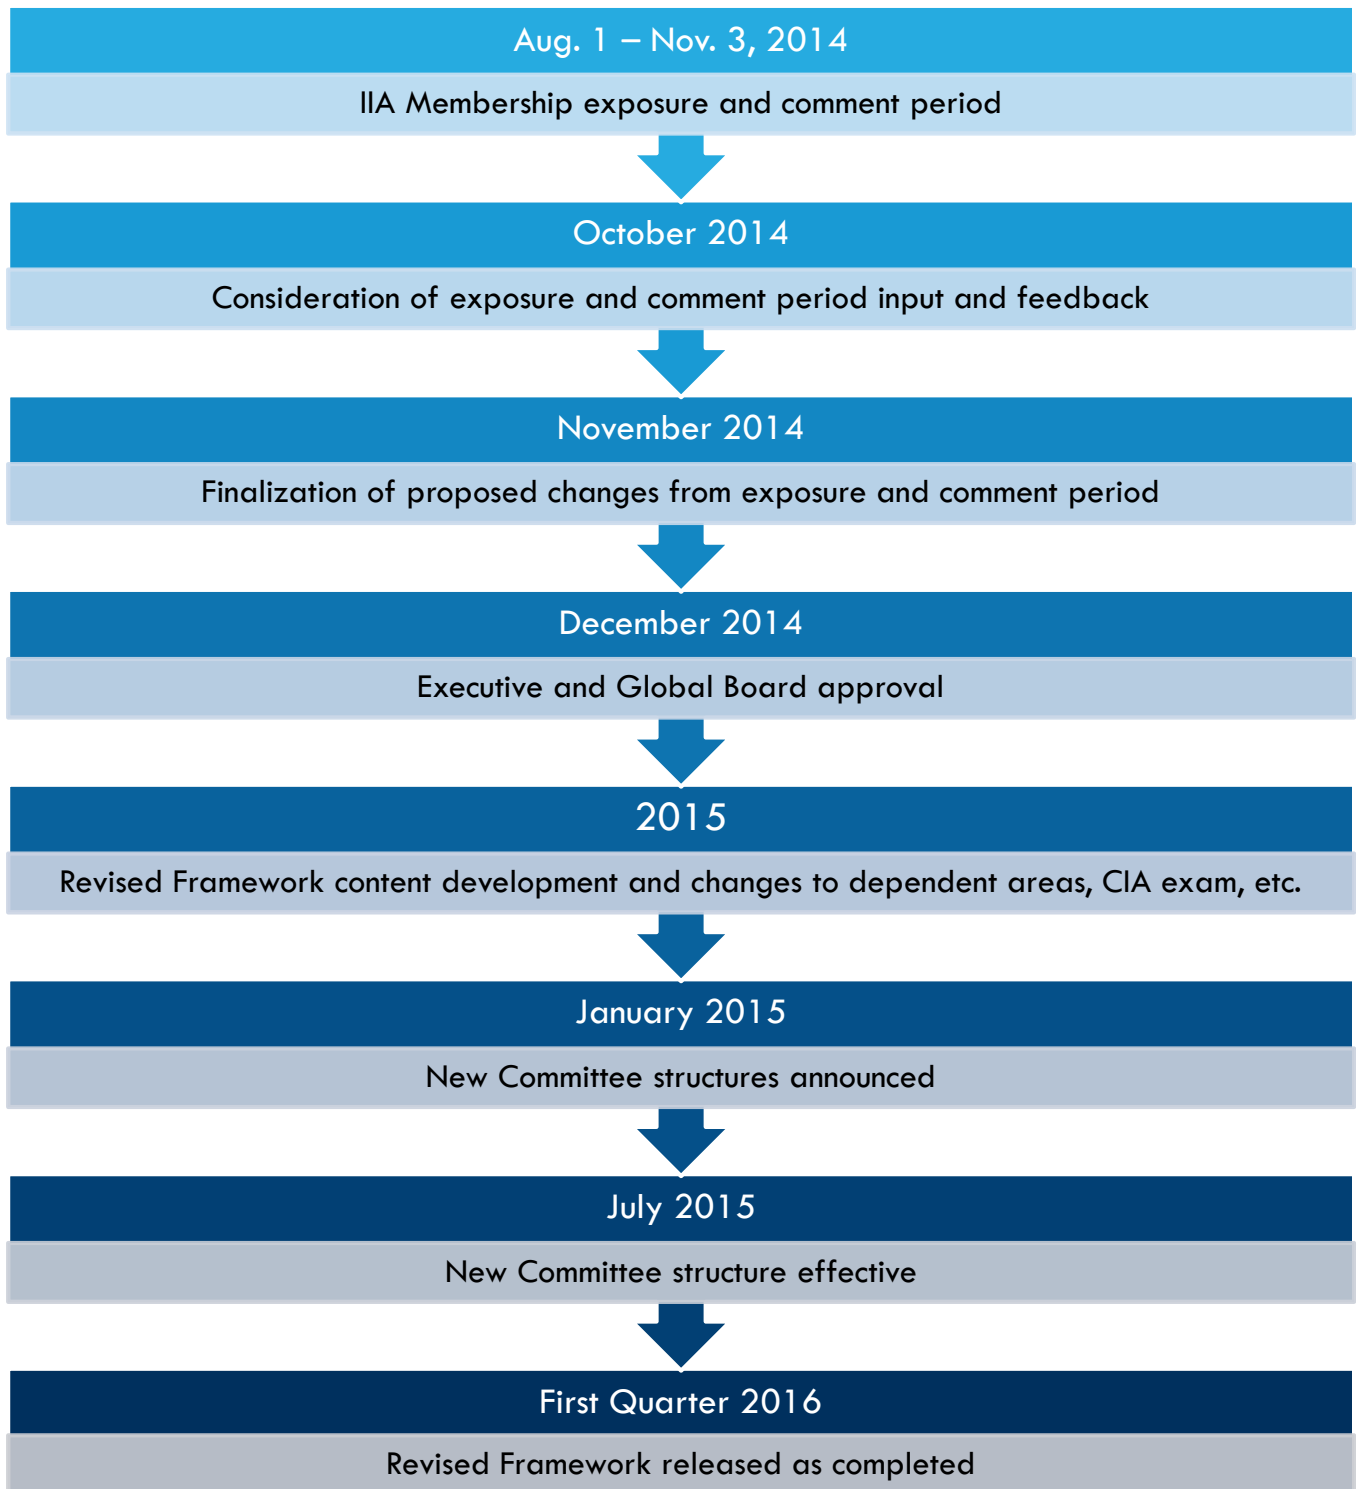 Aug. 1 – Nov. 3, 2014
IIA Membership exposure and comment period
October 2014
Consideration of exposure and comment period input and feedback
November 2014
Finalization of proposed changes from exposure and comment period
December 2014
Executive and Global Board approval
2015
Revised Framework content development and changes to dependent areas, CIA exam, etc.
January 2015
New Committee structures announced
July 2015
New Committee structure effective
First Quarter 2016
Revised Framework released as completed